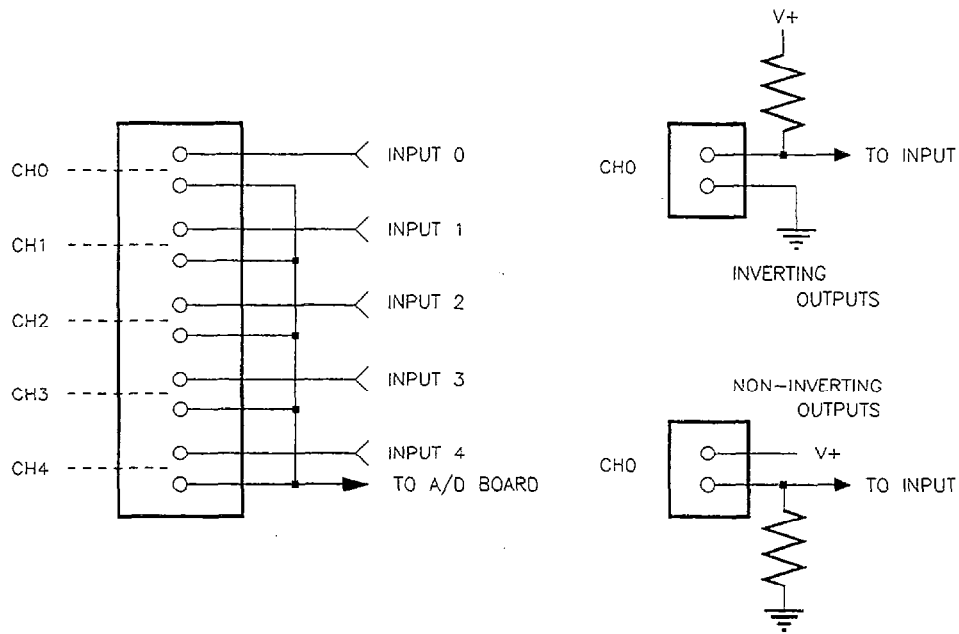 CH0
CH1
CH2
CH3
CH4
INPUT 0
INPUT 1
INPUT 2
INPUT 3
INPUT 4
TO A/D BOARD
V+
CH0
TO INPUT
INVERTING
OUTPUTS
NON-INVERTING
OUTPUTS
CH0
V+
TO INPUT